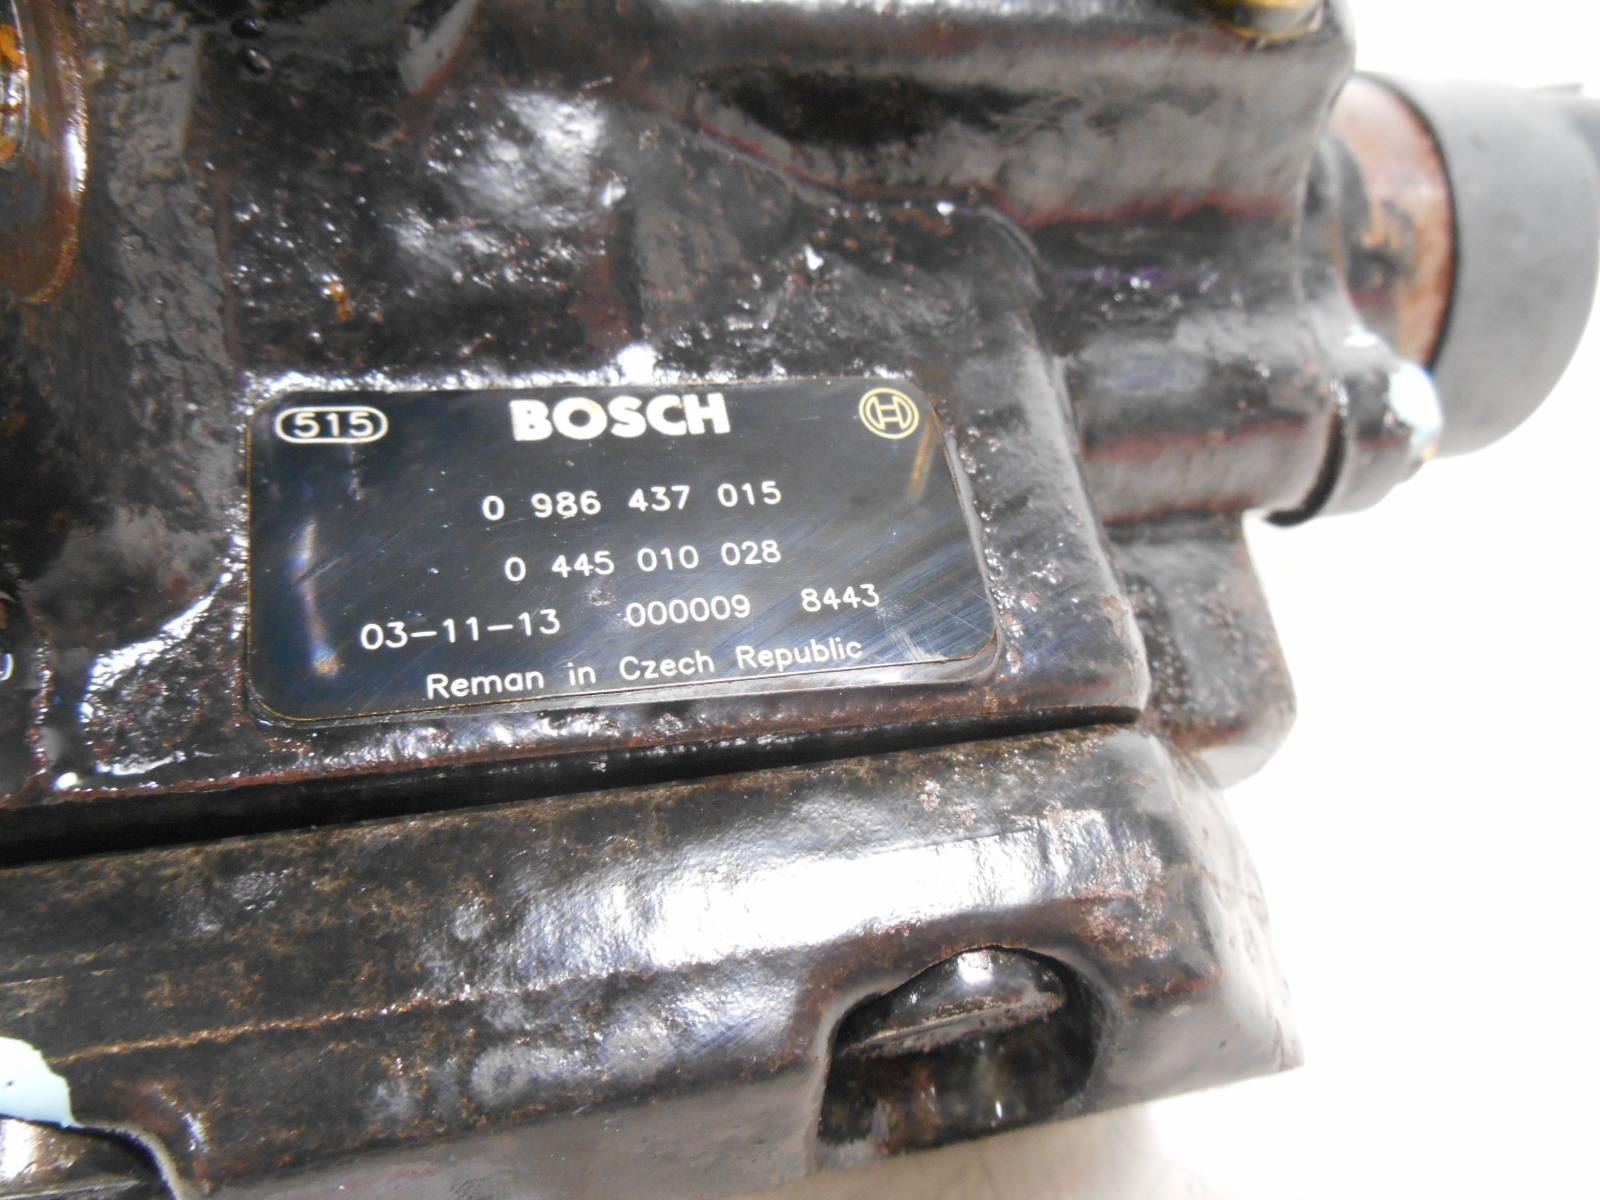 515 BOSCH
0 986 437 015
0 445 010 028
03-11-13 000009 8443
Reman in Czech Republic